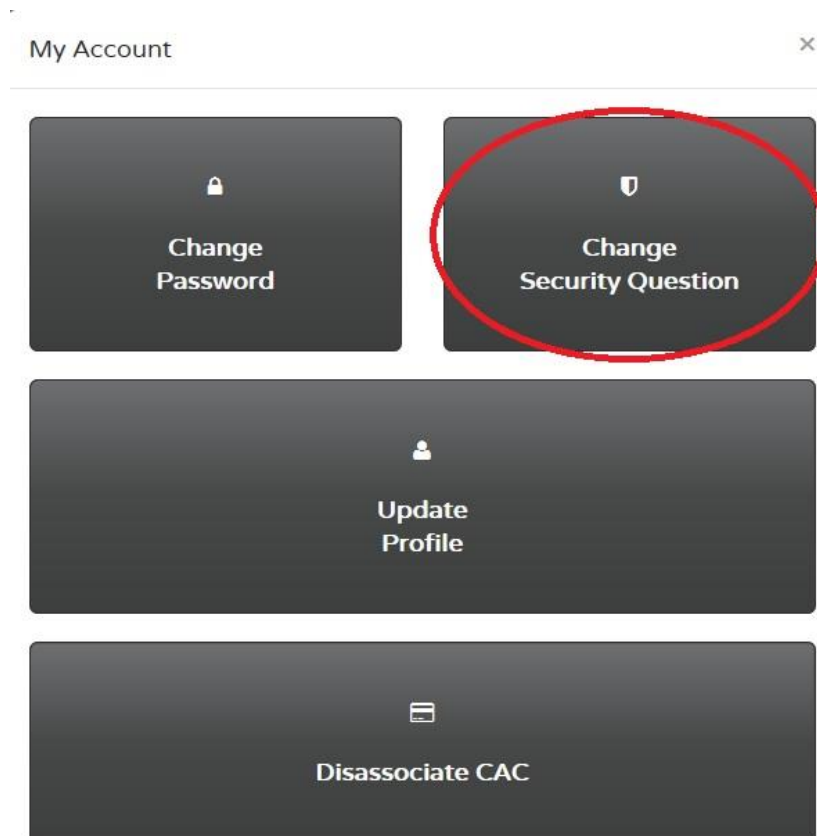 My Account
×
Change
Password
Change
Security Question
Update
Profile
Disassociate CAC